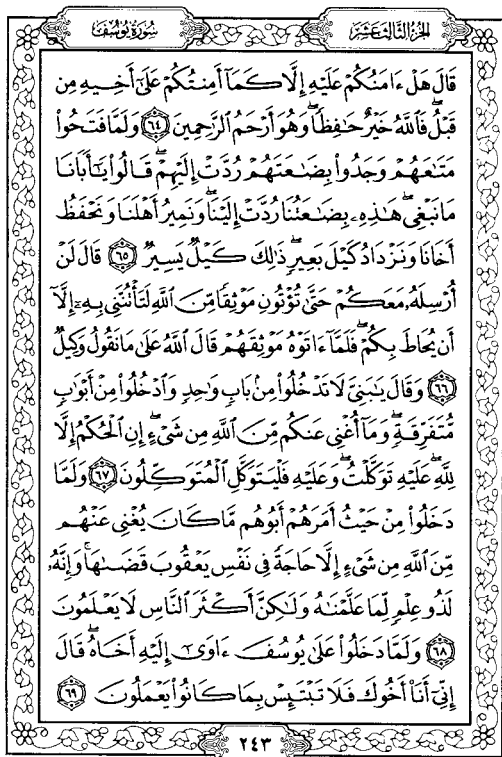 الجزء الثالث عشر
سورة يوسف
قَالَ هَلْ ءَامَنُكُمْ عَلَيْهِ إِلَّا كَمَآ أَمِنتُكُمْ عَلَىٰٓ أَخِيهِ مِن
قَبْلُ فَٱللَّهُ خَيْرٌ حَٰفِظًا ۖ وَهُوَ أَرْحَمُ ٱلرَّٰحِمِينَ ٦٤ وَلَمَّا فَتَحُوا۟
مَتَٰعَهُمْ وَجَدُوا۟ بِضَٰعَتَهُمْ رُدَّتْ إِلَيْهِمْ ۖ قَالُوا۟ يَٰٓأَبَانَا
مَا نَبْغِى ۖ هَٰذِهِۦ بِضَٰعَتُنَا رُدَّتْ إِلَيْنَا ۖ وَنَمِيرُ أَهْلَنَا وَنَحْفَظُ
أَخَانَا وَنَزْدَادُ كَيْلَ بَعِيرٍ ۖ ذَٰلِكَ كَيْلٌ يَسِيرٌ ٦٥ قَالَ لَنْ
أُرْسِلَهُۥ مَعَكُمْ حَتَّىٰ تُؤْتُونِ مَوْثِقًا مِّنَ ٱللَّهِ لَتَأْتُنَّنِى بِهِۦٓ إِلَّآ
أَن يُحَاطَ بِكُمْ ۖ فَلَمَّآ ءَاتَوْهُ مَوْثِقَهُمْ قَالَ ٱللَّهُ عَلَىٰ مَا نَقُولُ وَكِيلٌ
٦٦ وَقَالَ يَٰبَنِىَّ لَا تَدْخُلُوا۟ مِنۢ بَابٍ وَٰحِدٍ وَٱدْخُلُوا۟ مِنْ أَبْوَٰبٍ
مُّتَفَرِّقَةٍ ۖ وَمَآ أُغْنِى عَنكُم مِّنَ ٱللَّهِ مِن شَىْءٍ ۖ إِنِ ٱلْحُكْمُ إِلَّا
لِلَّهِ ۖ عَلَيْهِ تَوَكَّلْتُ ۖ وَعَلَيْهِ فَلْيَتَوَكَّلِ ٱلْمُتَوَكِّلُونَ ٦٧ وَلَمَّا
دَخَلُوا۟ مِنْ حَيْثُ أَمَرَهُمْ أَبُوهُم مَّا كَانَ يُغْنِى عَنْهُم
مِّنَ ٱللَّهِ مِن شَىْءٍ إِلَّا حَاجَةً فِى نَفْسِ يَعْقُوبَ قَضَىٰهَا ۚ وَإِنَّهُۥ
لَذُو عِلْمٍ لِّمَا عَلَّمْنَٰهُ وَلَٰكِنَّ أَكْثَرَ ٱلنَّاسِ لَا يَعْلَمُونَ
٦٨ وَلَمَّا دَخَلُوا۟ عَلَىٰ يُوسُفَ ءَاوَىٰٓ إِلَيْهِ أَخَاهُ ۖ قَالَ
إِنِّىٓ أَنَا۠ أَخُوكَ فَلَا تَبْتَئِسْ بِمَا كَانُوا۟ يَعْمَلُونَ ٦٩
٢٤٣